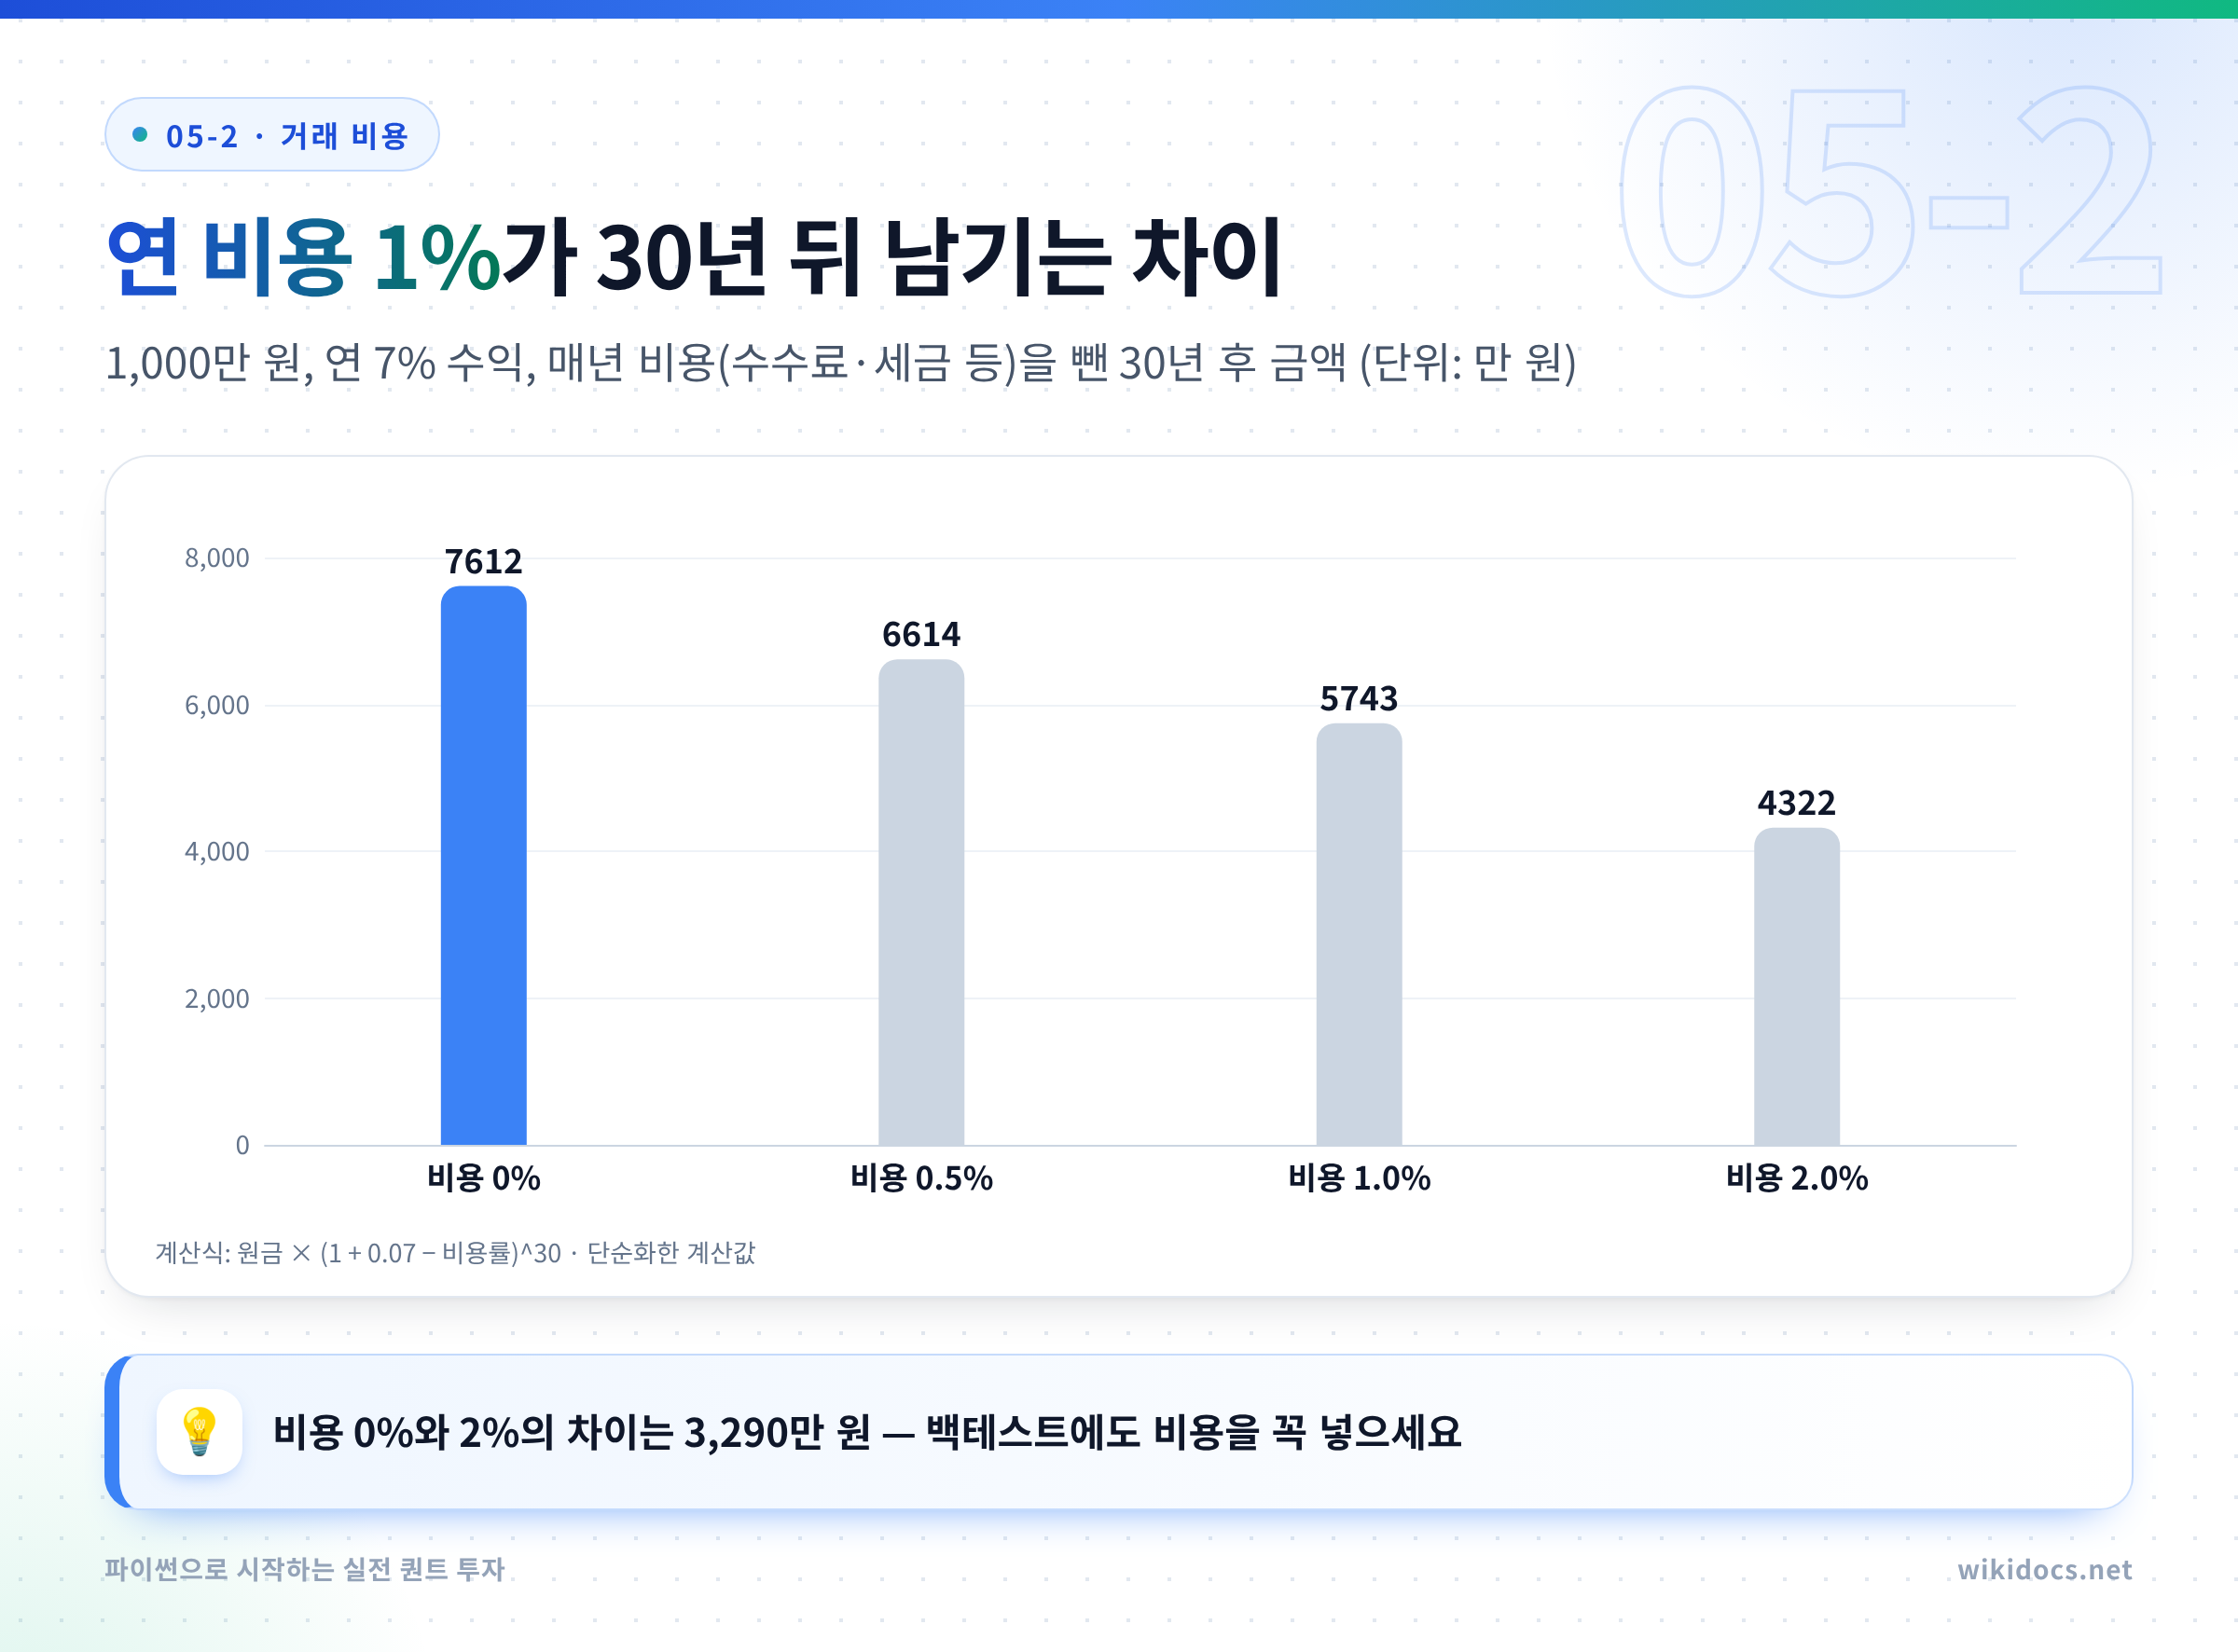 05-2 · 거래 비용
05-2
연 비용 1%가 30년 뒤 남기는 차이
1,000만 원, 연 7% 수익, 매년 비용(수수료·세금 등)을 뺀 30년 후 금액 (단위: 만 원)
8,000
6,000
4,000
2,000
0
7612
6614
5743
4322
비용 0%
비용 0.5%
비용 1.0%
비용 2.0%
계산식: 원금 × (1 + 0.07 − 비용률)^30 · 단순화한 계산값
비용 0%와 2%의 차이는 3,290만 원 — 백테스트에도 비용을 꼭 넣으세요
파이썬으로 시작하는 실전 퀀트 투자
wikidocs.net